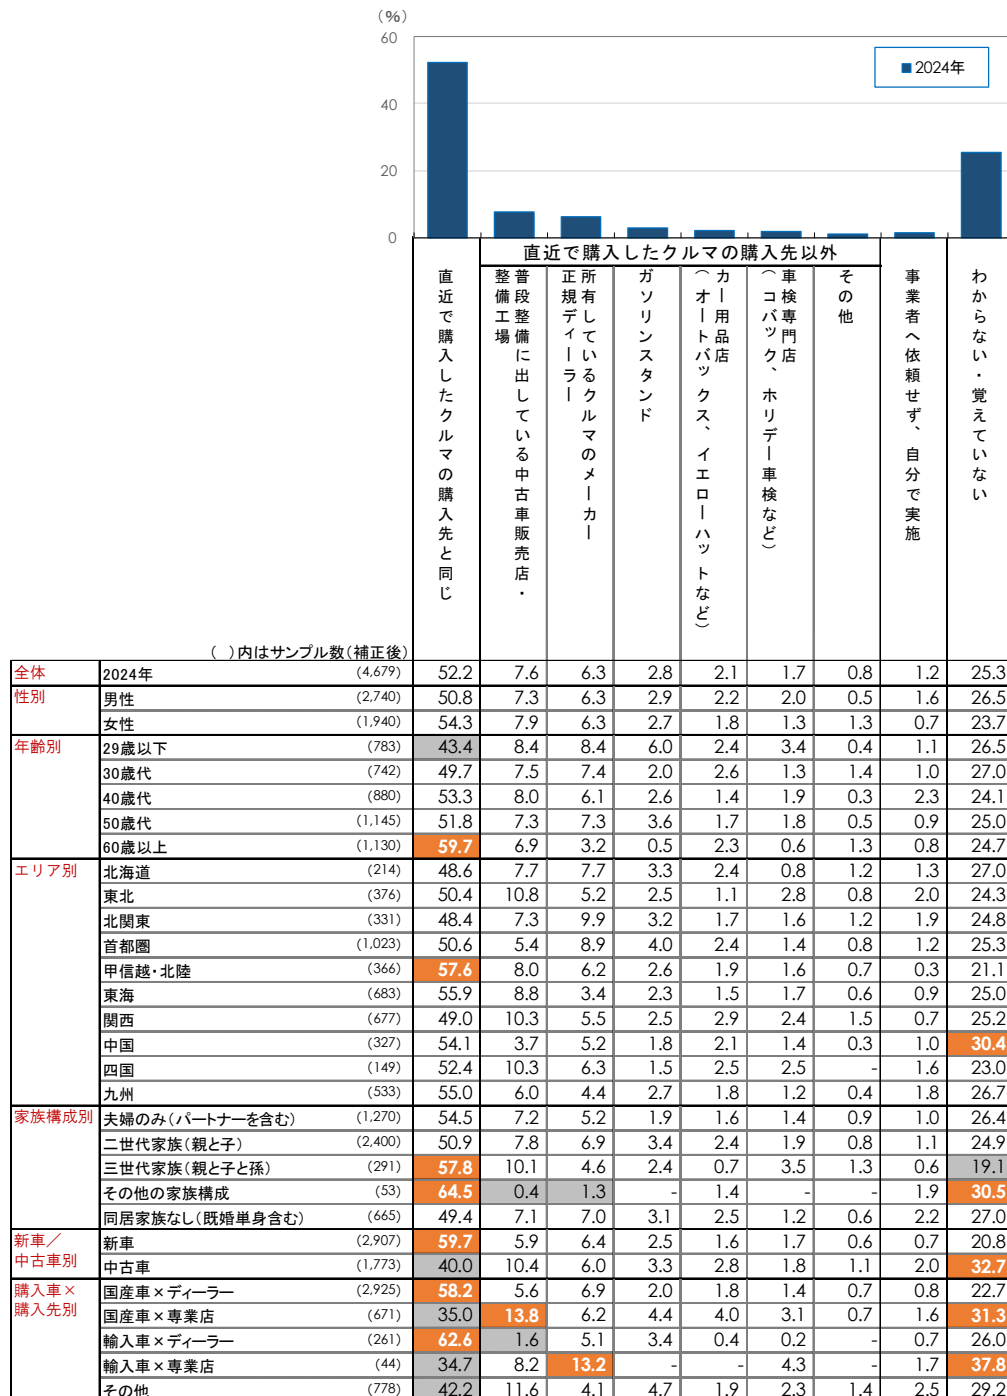 (%)
60
40
20
0
■2024年
直近で購入したクルマの購入先以外
直近で購入したクルマの購入先と同じ
普段整備に出している中古車販売店・
整備工場
所有しているクルマのメーカー
正規ディーラー
ガソリンスタンド
カー用品店
(オートバックス、イエローハットなど)
車検専門店
(コバック、ホリデー車検など)
その他
事業者へ依頼せず、自分で実施
わからない・覚えていない
( )内はサンプル数(補正後)
全体 2024年 (4,679) 52.2 7.6 6.3 2.8 2.1 1.7 0.8 1.2 25.3
性別 男性 (2,740) 50.8 7.3 6.3 2.9 2.2 2.0 0.5 1.6 26.5
女性 (1,940) 54.3 7.9 6.3 2.7 1.8 1.3 1.3 0.7 23.7
年齢別 29歳以下 (783) 43.4 8.4 8.4 6.0 2.4 3.4 0.4 1.1 26.5
30歳代 (742) 49.7 7.5 7.4 2.0 2.6 1.3 1.4 1.0 27.0
40歳代 (880) 53.3 8.0 6.1 2.6 1.4 1.9 0.3 2.3 24.1
50歳代 (1,145) 51.8 7.3 7.3 3.6 1.7 1.8 0.5 0.9 25.0
60歳以上 (1,130) 59.7 6.9 3.2 0.5 2.3 0.6 1.3 0.8 24.7
エリア別 北海道 (214) 48.6 7.7 7.7 3.3 2.4 0.8 1.2 1.3 27.0
東北 (376) 50.4 10.8 5.2 2.5 1.1 2.8 0.8 2.0 24.3
北関東 (331) 48.4 7.3 9.9 3.2 1.7 1.6 1.2 1.9 24.8
首都圏 (1,023) 50.6 5.4 8.9 4.0 2.4 1.4 0.8 1.2 25.3
甲信越・北陸 (366) 57.6 8.0 6.2 2.6 1.9 1.6 0.7 0.3 21.1
東海 (683) 55.9 8.8 3.4 2.3 1.5 1.7 0.6 0.9 25.0
関西 (677) 49.0 10.3 5.5 2.5 2.9 2.4 1.5 0.7 25.2
中国 (327) 54.1 3.7 5.2 1.8 2.1 1.4 0.3 1.0 30.4
四国 (149) 52.4 10.3 6.3 1.5 2.5 2.5 - 1.6 23.0
九州 (533) 55.0 6.0 4.4 2.7 1.8 1.2 0.4 1.8 26.7
家族構成別 夫婦のみ(パートナーを含む) (1,270) 54.5 7.2 5.2 1.9 1.6 1.4 0.9 1.0 26.4
二世代家族(親と子) (2,400) 50.9 7.8 6.9 3.4 2.4 1.9 0.8 1.1 24.9
三世代家族(親と子と孫) (291) 57.8 10.1 4.6 2.4 0.7 3.5 1.3 0.6 19.1
その他の家族構成 (53) 64.5 0.4 1.3 - 1.4 - - 1.9 30.5
同居家族なし(既婚単身含む) (665) 49.4 7.1 7.0 3.1 2.5 1.2 0.6 2.2 27.0
新車／ 新車 (2,907) 59.7 5.9 6.4 2.5 1.6 1.7 0.6 0.7 20.8
中古車別 中古車 (1,773) 40.0 10.4 6.0 3.3 2.8 1.8 1.1 2.0 32.7
購入車× 国産車×ディーラー (2,925) 58.2 5.6 6.9 2.0 1.8 1.4 0.7 0.8 22.7
購入先別 国産車×専業店 (671) 35.0 13.8 6.2 4.4 4.0 3.1 0.7 1.6 31.3
輸入車×ディーラー (261) 62.6 1.6 5.1 3.4 0.4 0.2 - 0.7 26.0
輸入車×専業店 (44) 34.7 8.2 13.2 - - 4.3 - 1.7 37.8
その他 (778) 42.2 11.6 4.1 4.7 1.9 2.3 1.4 2.5 29.2